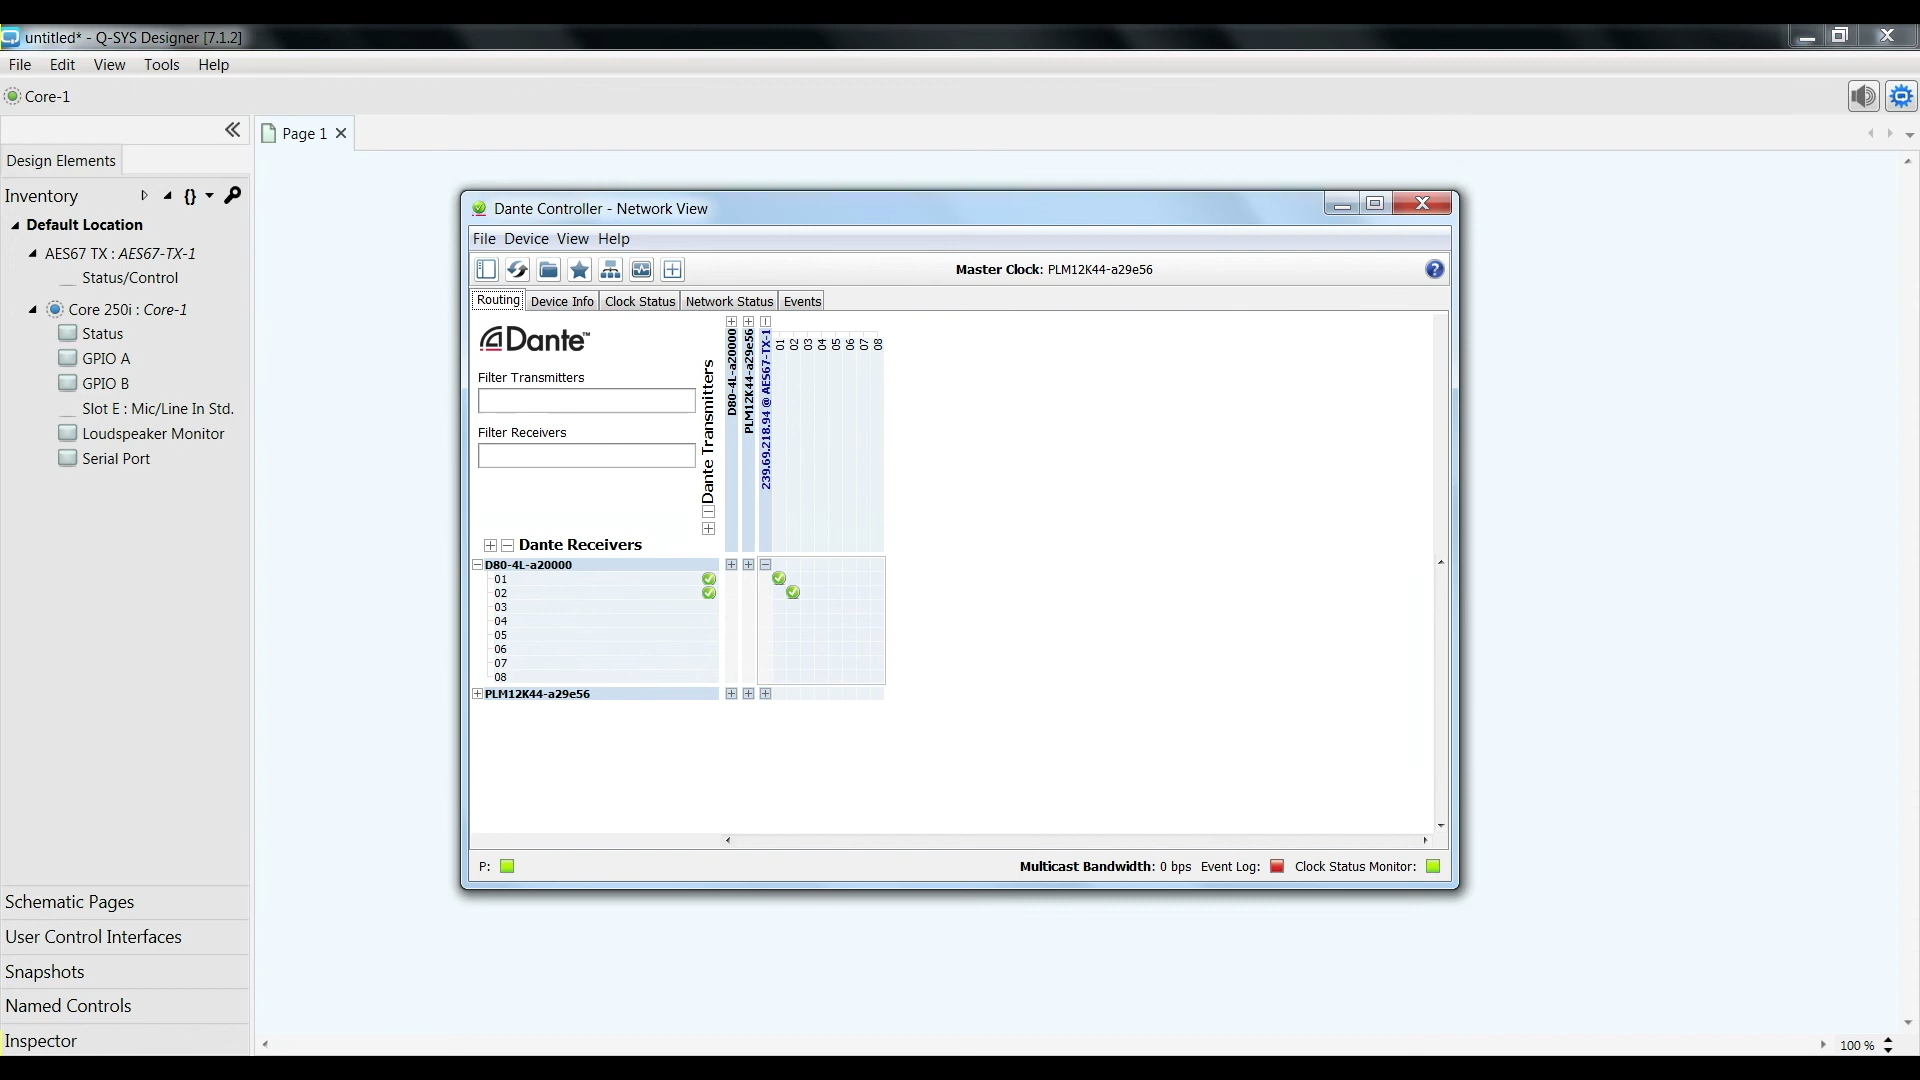 untitled* - Q-SYS Designer [7.1.2]
File Edit View Tools Help
Core-1
Page 1
Design Elements
Inventory {}
Default Location
AES67 TX : AES67-TX-1
Status/Control
Core 250i : Core-1
Status
GPIO A
GPIO B
Slot E : Mic/Line In Std.
Loudspeaker Monitor
Serial Port
Schematic Pages
User Control Interfaces
Snapshots
Named Controls
Inspector
Dante Controller - Network View
File Device View Help
Master Clock: PLM12K44-a29e56
Routing Device Info Clock Status Network Status Events
Dante™
Filter Transmitters
Filter Receivers
Dante Transmitters
D80-4L-a20000
PLM12K44-a29e56
239.69.218.94 @ AES67-TX-1
01 02 03 04 05 06 07 08
Dante Receivers
D80-4L-a20000
01
02
03
04
05
06
07
08
PLM12K44-a29e56
P:
Multicast Bandwidth: 0 bps Event Log: Clock Status Monitor:
100 %